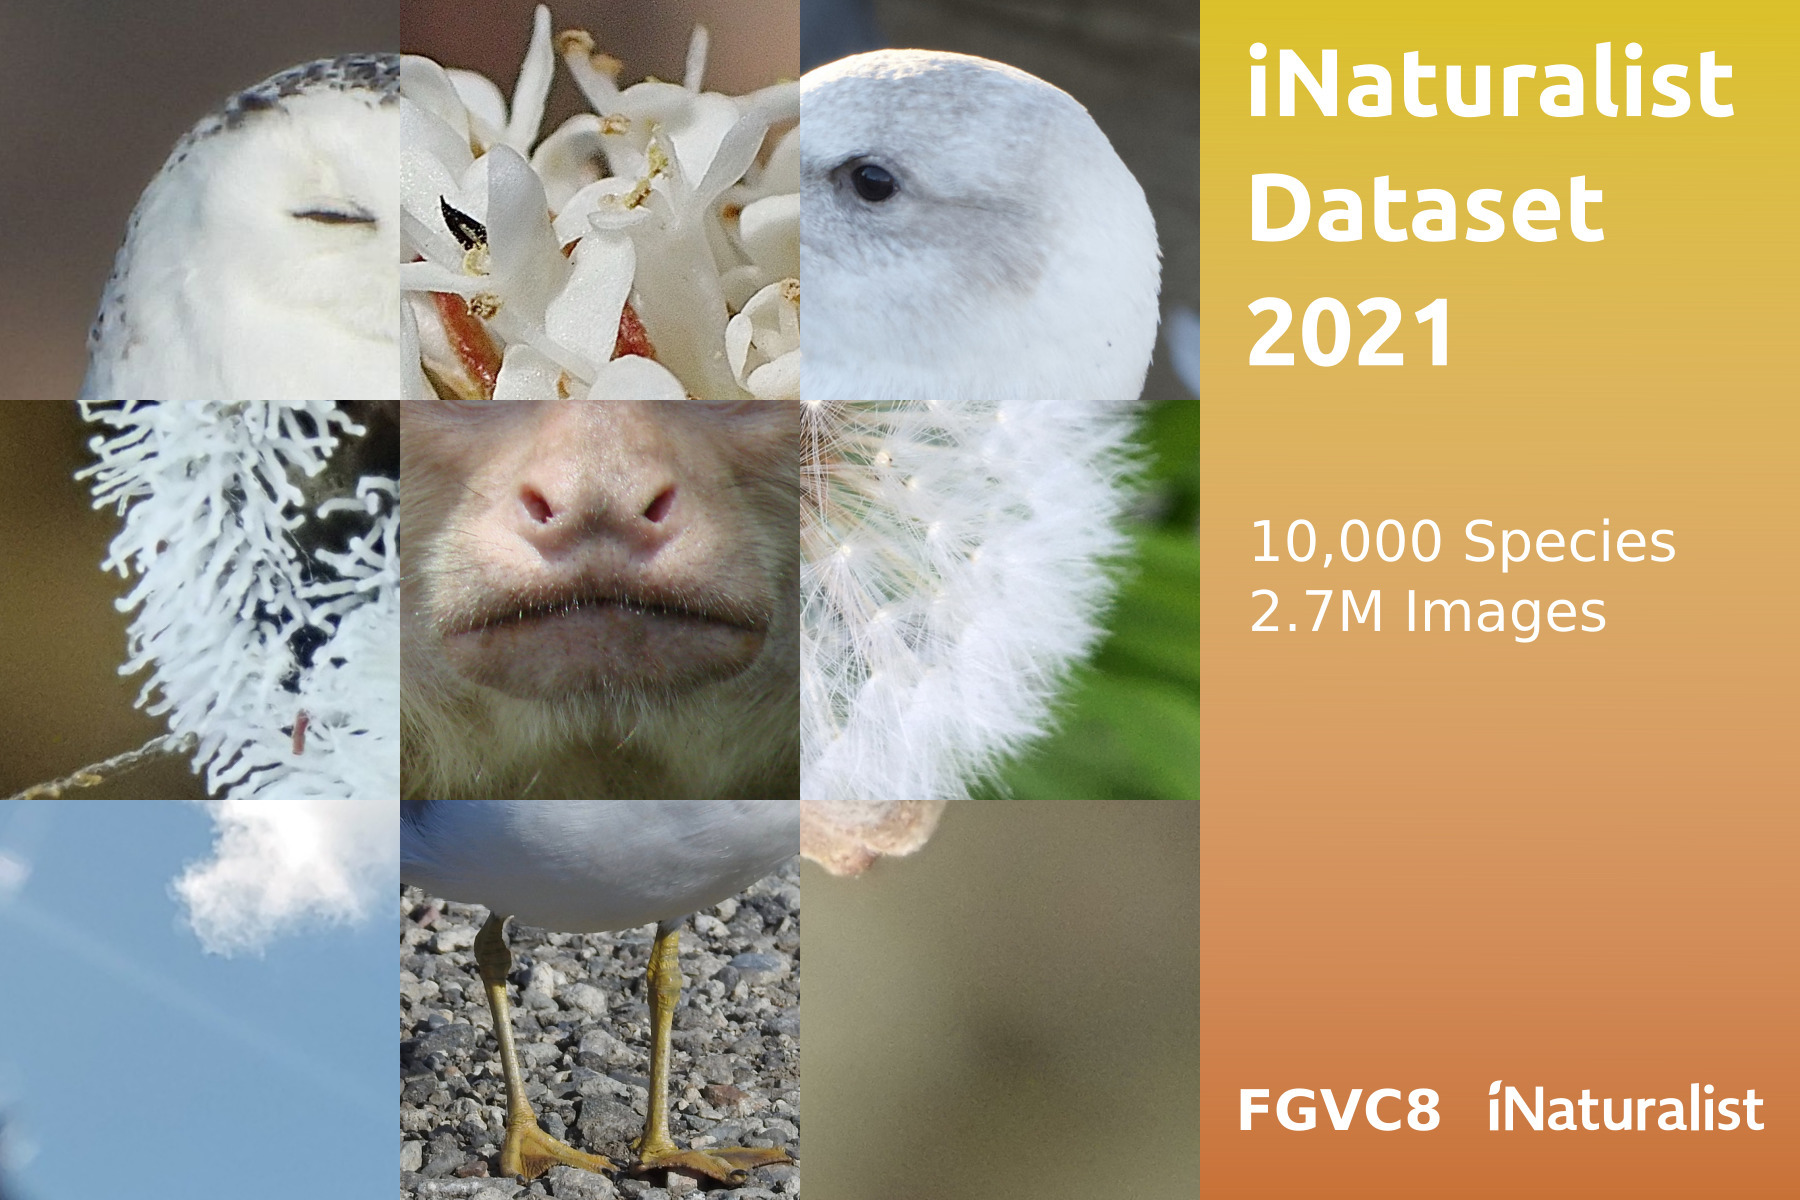 iNaturalist
Dataset
2021
10,000 Species
2.7M Images
FGVC8 iNaturalist